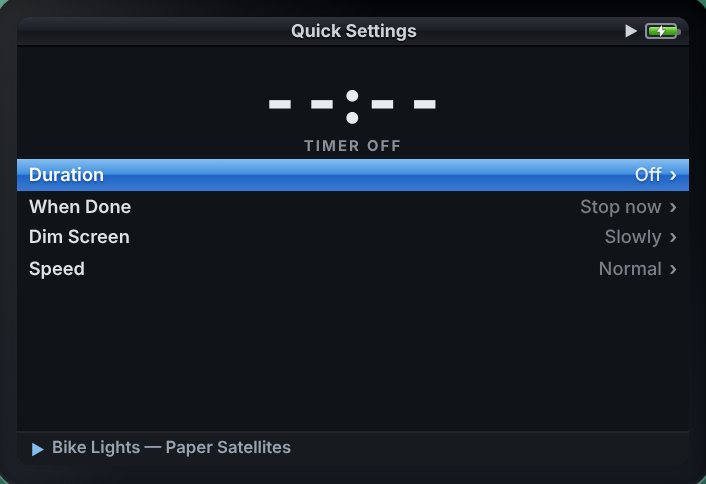 Quick Settings
--:--
TIMER OFF
Duration Off ›
When Done Stop now ›
Dim Screen Slowly ›
Speed Normal ›
Bike Lights — Paper Satellites